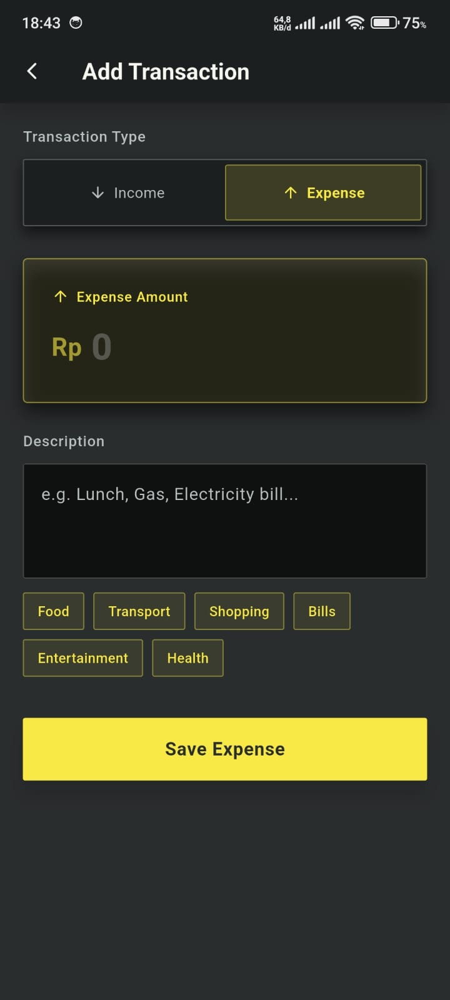 18:43 64,8 KB/d 75%
Add Transaction
Transaction Type
Income Expense
Expense Amount
Rp 0
Description
e.g. Lunch, Gas, Electricity bill...
Food Transport Shopping Bills
Entertainment Health
Save Expense